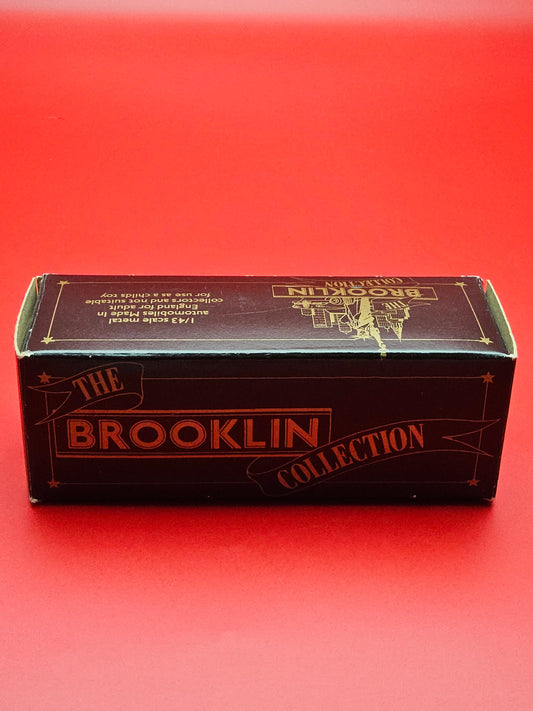 1/43 scale metal
automobiles Made in
England for adult
collectors and not suitable
for use as a childs toy
THE
BROOKLIN
COLLECTION
THE
BROOKLIN
COLLECTION